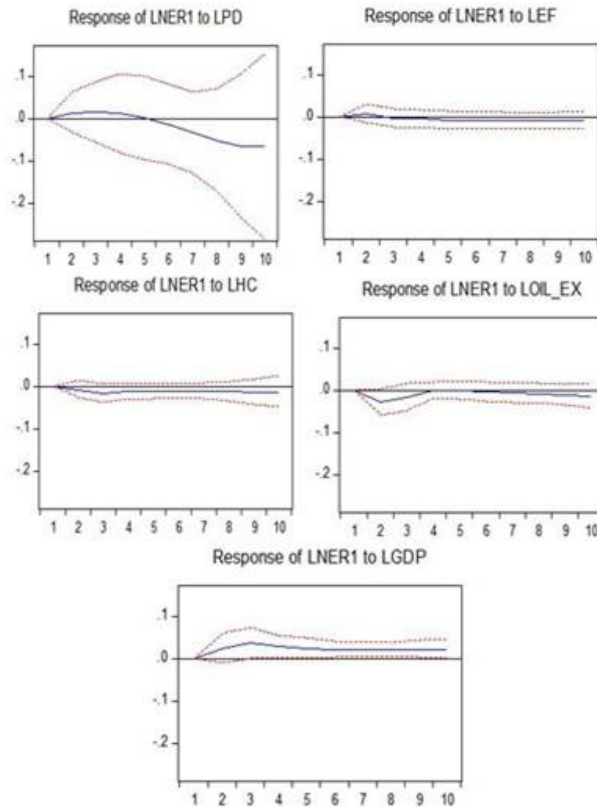 Response of LNER1 to LPD
.1
.0
-.1
-.2
1 2 3 4 5 6 7 8 9 10
Response of LNER1 to LEF
.1
.0
-.1
-.2
1 2 3 4 5 6 7 8 9 10
Response of LNER1 to LHC
.1
.0
-.1
-.2
1 2 3 4 5 6 7 8 9 10
Response of LNER1 to LOIL_EX
.1
.0
-.1
-.2
1 2 3 4 5 6 7 8 9 10
Response of LNER1 to LGDP
.1
.0
-.1
-.2
1 2 3 4 5 6 7 8 9 10